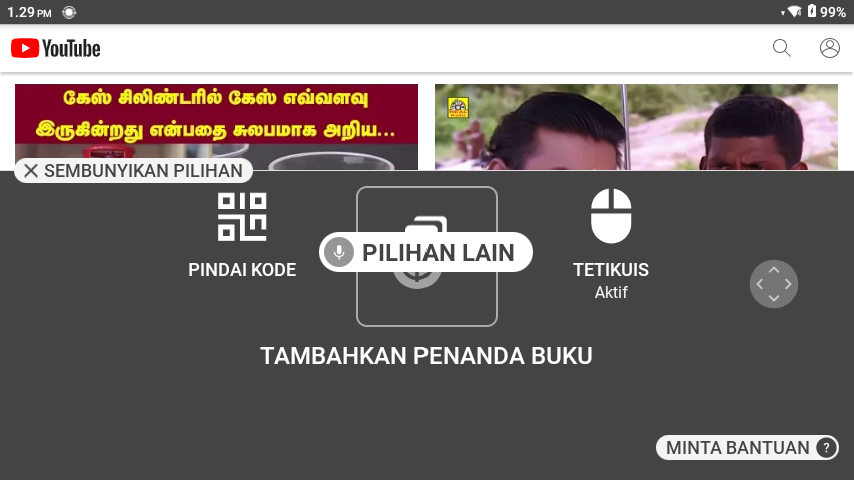 1.29 PM
99%
YouTube
கேஸ் சிலிண்டரில் கேஸ் எவ்வளவு
இருகின்றது என்பதை சுலபமாக அறிய...
SEMBUNYIKAN PILIHAN
PILIHAN LAIN
PINDAI KODE
TETIKUIS
Aktif
TAMBAHKAN PENANDA BUKU
MINTA BANTUAN ?